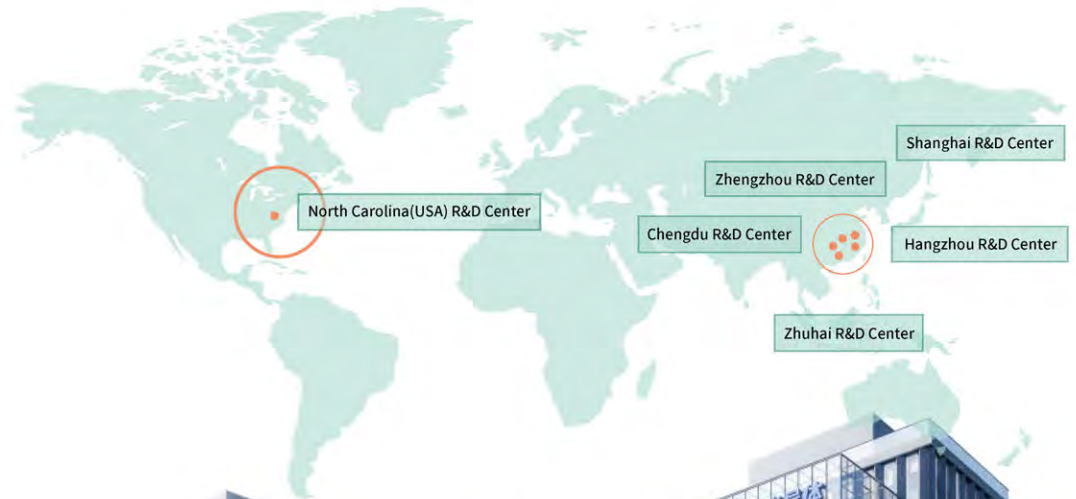 Shanghai R&D Center
Zhengzhou R&D Center
North Carolina(USA) R&D Center
Chengdu R&D Center
Hangzhou R&D Center
Zhuhai R&D Center